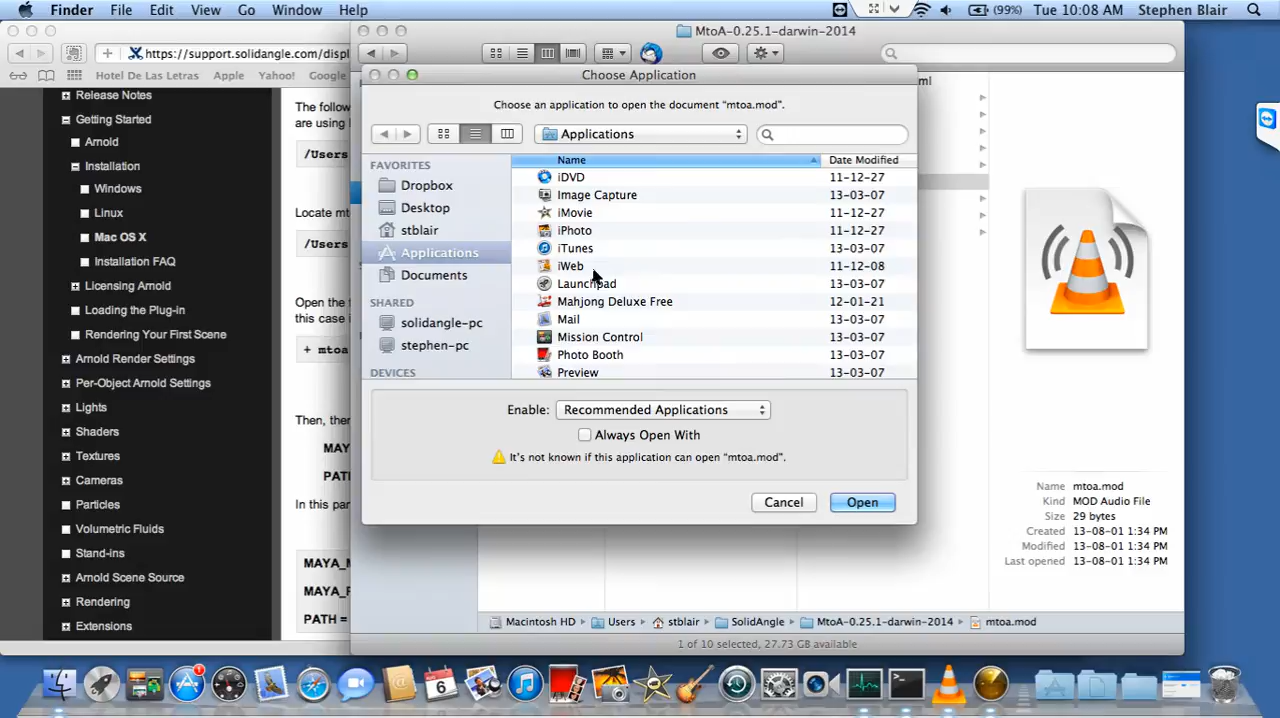 Finder File Edit View Go Window Help (99%) Tue 10:08 AM Stephen Blair
MtoA-0.25.1-darwin-2014
https://support.solidangle.com/displ
Hotel De Las Letras Apple Yahoo! Google
Release Notes
Getting Started
Arnold
Installation
Windows
Linux
Mac OS X
Installation FAQ
Licensing Arnold
Loading the Plug-in
Rendering Your First Scene
Arnold Render Settings
Per-Object Arnold Settings
Lights
Shaders
Textures
Cameras
Particles
Volumetric Fluids
Stand-ins
Arnold Scene Source
Rendering
Extensions
The follow
are using
/Users
Locate mt
/Users
Open the f
this case i
+ mtoa
Then, ther
MAY
PATH
In this par
MAYA_M
MAYA_R
PATH =
ml
Choose Application
Choose an application to open the document “mtoa.mod”.
Applications
FAVORITES
Dropbox
Desktop
stblair
Applications
Documents
SHARED
solidangle-pc
stephen-pc
DEVICES
Name Date Modified
iDVD 11-12-27
Image Capture 13-03-07
iMovie 11-12-27
iPhoto 11-12-27
iTunes 13-03-07
iWeb 11-12-08
Launchpad 13-03-07
Mahjong Deluxe Free 12-01-21
Mail 13-03-07
Mission Control 13-03-07
Photo Booth 13-03-07
Preview 13-03-07
Enable: Recommended Applications
Always Open With
It's not known if this application can open “mtoa.mod”.
Cancel Open
Name mtoa.mod
Kind MOD Audio File
Size 29 bytes
Created 13-08-01 1:34 PM
Modified 13-08-01 1:34 PM
Last opened 13-08-01 1:34 PM
Macintosh HD Users stblair SolidAngle MtoA-0.25.1-darwin-2014 mtoa.mod
1 of 10 selected, 27.73 GB available
1
6